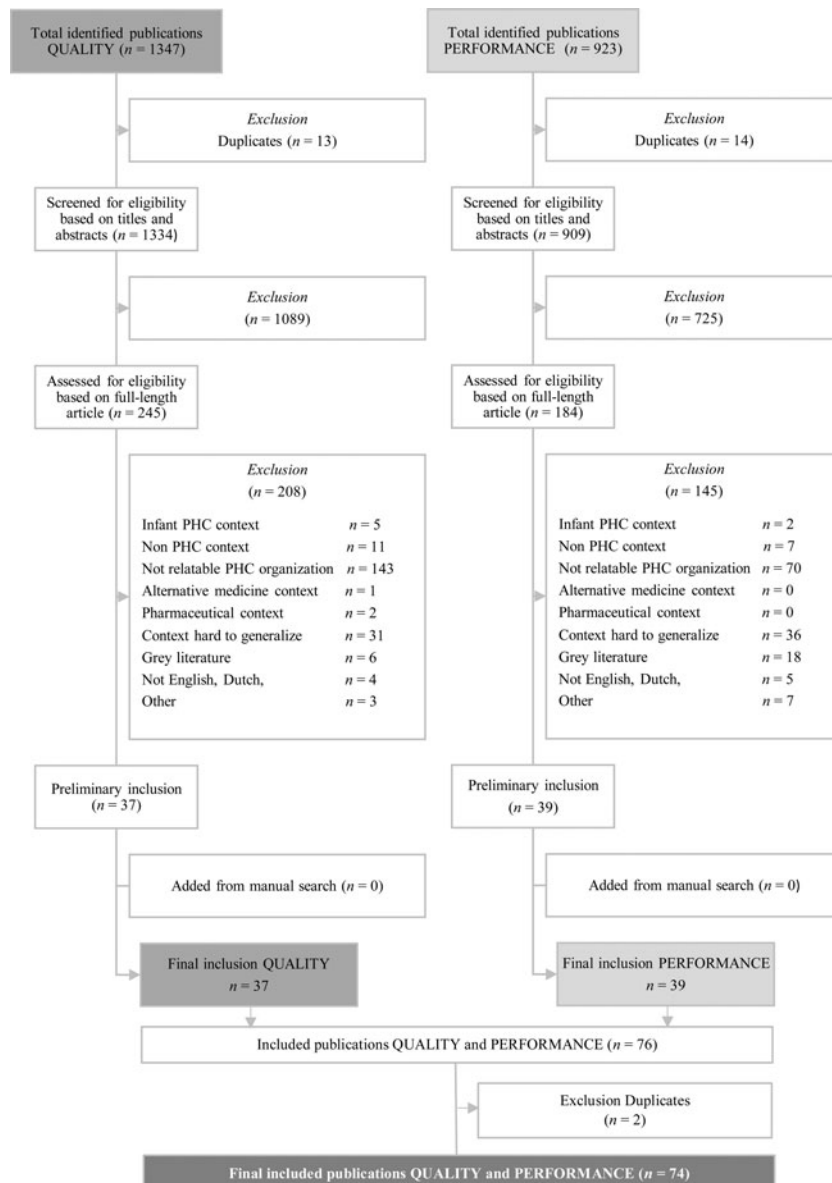 Total identified publications
QUALITY (n = 1347)
Exclusion
Duplicates (n = 13)
Screened for eligibility
based on titles and
abstracts (n = 1334)
Exclusion
(n = 1089)
Assessed for eligibility
based on full-length
article (n = 245)
Exclusion
(n = 208)
Infant PHC context n = 5
Non PHC context n = 11
Not relatable PHC organization n = 143
Alternative medicine context n = 1
Pharmaceutical context n = 2
Context hard to generalize n = 31
Grey literature n = 6
Not English, Dutch, n = 4
Other n = 3
Preliminary inclusion
(n = 37)
Added from manual search (n = 0)
Final inclusion QUALITY
n = 37
Total identified publications
PERFORMANCE (n = 923)
Exclusion
Duplicates (n = 14)
Screened for eligibility
based on titles and
abstracts (n = 909)
Exclusion
(n = 725)
Assessed for eligibility
based on full-length
article (n = 184)
Exclusion
(n = 145)
Infant PHC context n = 2
Non PHC context n = 7
Not relatable PHC organization n = 70
Alternative medicine context n = 0
Pharmaceutical context n = 0
Context hard to generalize n = 36
Grey literature n = 18
Not English, Dutch, n = 5
Other n = 7
Preliminary inclusion
(n = 39)
Added from manual search (n = 0)
Final inclusion PERFORMANCE
n = 39
Included publications QUALITY and PERFORMANCE (n = 76)
Exclusion Duplicates
(n = 2)
Final included publications QUALITY and PERFORMANCE (n = 74)